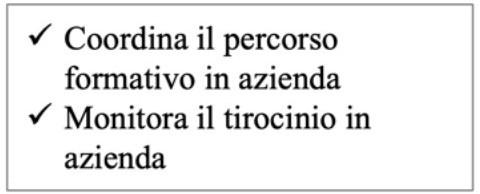 ✓ Coordina il percorso
formativo in azienda
✓ Monitora il tirocinio in
azienda